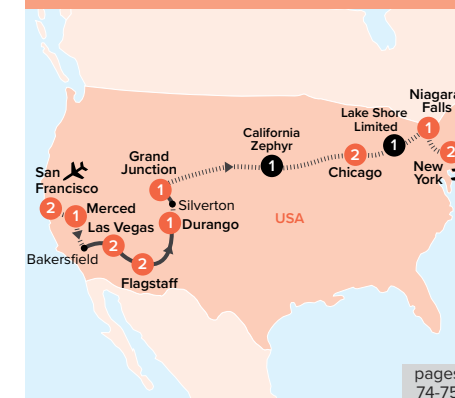 Niagara
Falls
1
Lake Shore
Limited
1
2
New
York
California
Zephyr
1
2
Chicago
Grand
Junction
1
San
Francisco
2
1
Merced
Silverton
Las Vegas
2
1
Durango
USA
Bakersfield
2
Flagstaff
pages
74-75